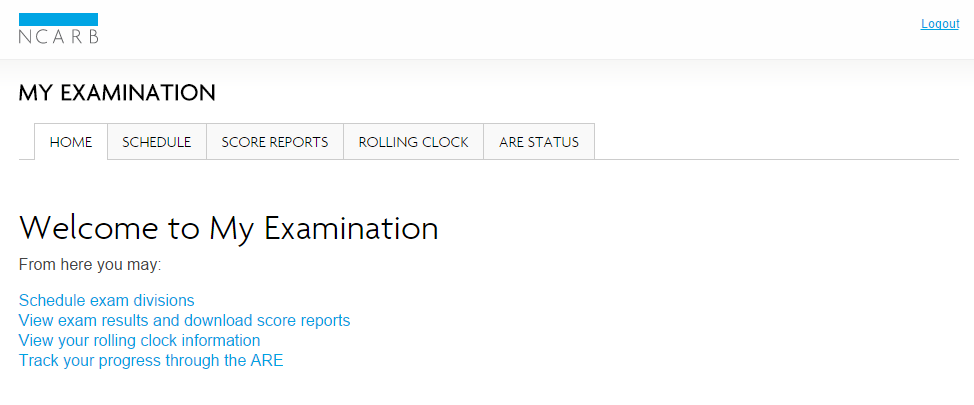 NCARB
Logout
MY EXAMINATION
HOME SCHEDULE SCORE REPORTS ROLLING CLOCK ARE STATUS
Welcome to My Examination
From here you may:
Schedule exam divisions
View exam results and download score reports
View your rolling clock information
Track your progress through the ARE